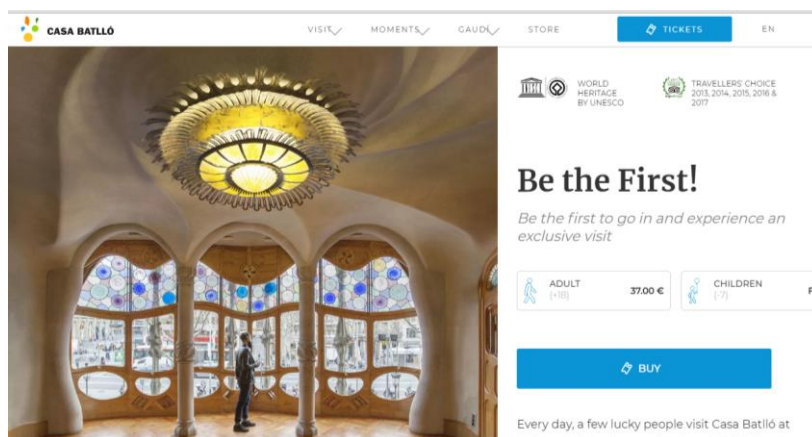 CASA BATLLÓ
VISIT
MOMENTS
GAUDÍ
STORE
TICKETS
EN
WORLD
HERITAGE
BY UNESCO
TRAVELLERS' CHOICE
2013, 2014, 2015, 2016 &
2017
Be the First!
Be the first to go in and experience an
exclusive visit
ADULT
(+18)
37.00 €
CHILDREN
(-7)
F
BUY
Every day, a few lucky people visit Casa Batlló at